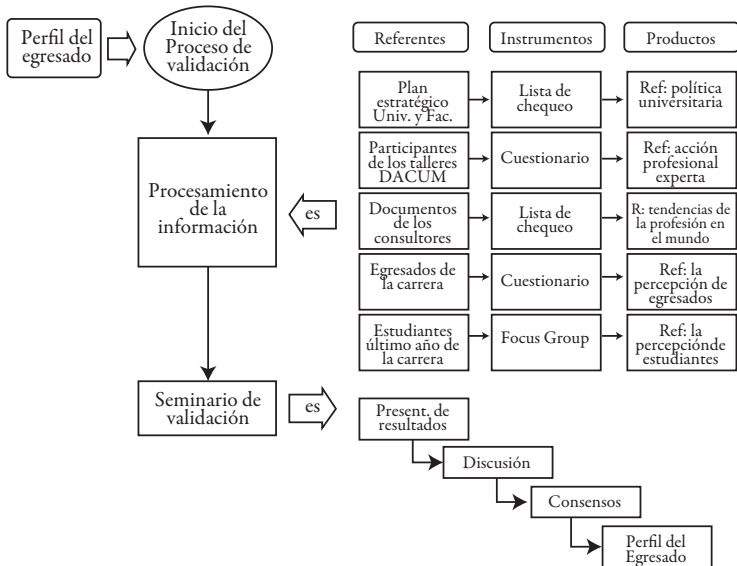 Perfil del
egresado
Inicio del
Proceso de
validación
Referentes
Instrumentos
Productos
Plan
estratégico
Univ. y Fac.
Lista de
chequeo
Ref: política
universitaria
Participantes
de los talleres
DACUM
Cuestionario
Ref: acción
profesional
experta
Procesamiento
de la
información
es
Documentos
de los
consultores
Lista de
chequeo
R: tendencias de
la profesión en
el mundo
Egresados de
la carrera
Cuestionario
Ref: la
percepción de
egresados
Estudiantes
último año de
la carrera
Focus Group
Ref: la
percepciónde
estudiantes
Seminario de
validación
es
Present. de
resultados
Discusión
Consensos
Perfil del
Egresado